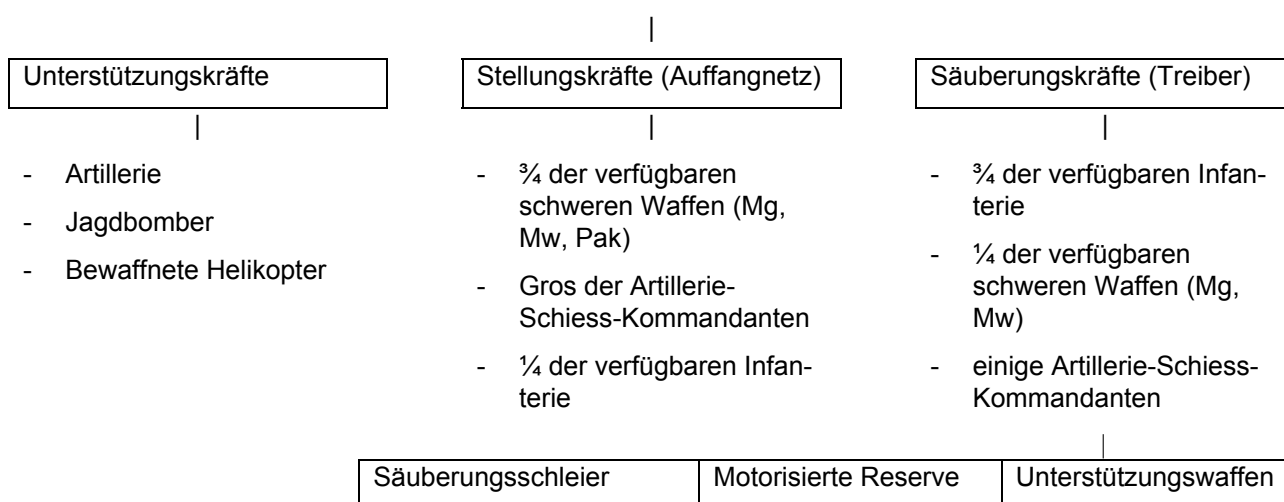 Unterstützungskräfte
Stellungskräfte (Auffangnetz)
Säuberungskräfte (Treiber)
- Artillerie
- Jagdbomber
- Bewaffnete Helikopter
- ¾ der verfügbaren
schweren Waffen (Mg,
Mw, Pak)
- Gros der Artillerie-
Schiess-Kommandanten
- ¼ der verfügbaren Infan-
terie
- ¾ der verfügbaren Infan-
terie
- ¼ der verfügbaren
schweren Waffen (Mg,
Mw)
- einige Artillerie-Schiess-
Kommandanten
Säuberungsschleier
Motorisierte Reserve
Unterstützungswaffen